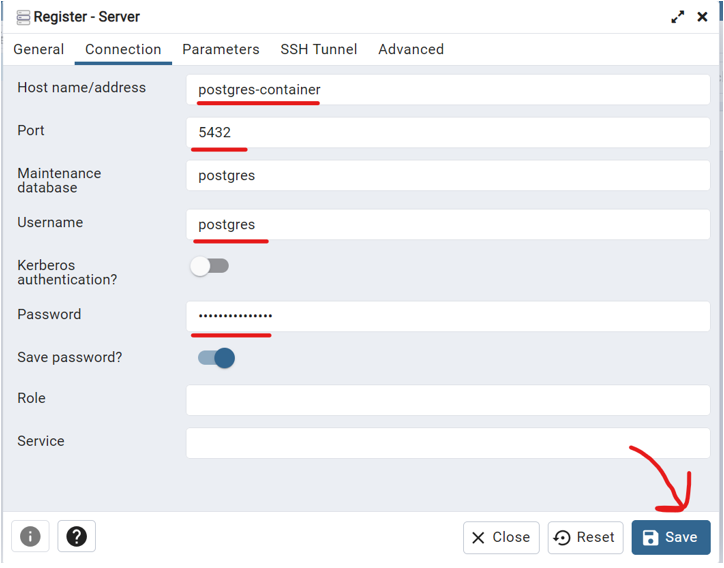 Register - Server
General Connection Parameters SSH Tunnel Advanced
Host name/address postgres-container
Port 5432
Maintenance
database postgres
Username postgres
Kerberos
authentication?
Password •••••••••••••••
Save password?
Role
Service
Close Reset Save